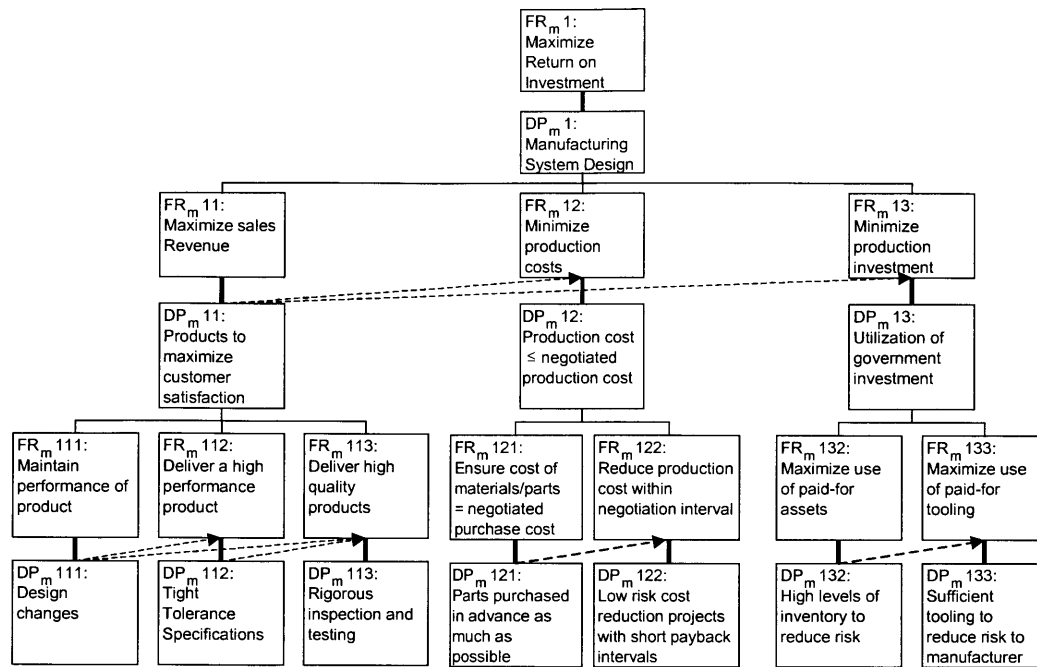 FRm 1:
Maximize
Return on
Investment
DPm 1:
Manufacturing
System Design
FRm 11:
Maximize sales
Revenue
FRm 12:
Minimize
production
costs
FRm 13:
Minimize
production
investment
DPm 11:
Products to
maximize
customer
satisfaction
DPm 12:
Production cost
≤ negotiated
production cost
DPm 13:
Utilization of
government
investment
FRm 111:
Maintain
performance of
product
FRm 112:
Deliver a high
performance
product
FRm 113:
Deliver high
quality
products
FRm 121:
Ensure cost of
materials/parts
= negotiated
purchase cost
FRm 122:
Reduce production
cost within
negotiation interval
FRm 132:
Maximize use
of paid-for
assets
FRm 133:
Maximize use
of paid-for
tooling
DPm 111:
Design
changes
DPm 112:
Tight
Tolerance
Specifications
DPm 113:
Rigorous
inspection and
testing
DPm 121:
Parts purchased
in advance as
much as
possible
DPm 122:
Low risk cost
reduction projects
with short payback
intervals
DPm 132:
High levels of
inventory to
reduce risk
DPm 133:
Sufficient
tooling to
reduce risk to
manufacturer